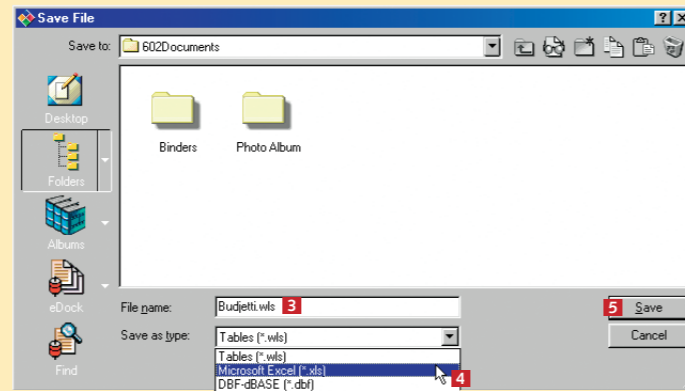 Save File
Save to: 602Documents
Desktop
Folders
Albums
eDock
Find
Binders
Photo Album
File name: Budjetti.wls 3
5 Save
Save as type: Tables (*.wls)
Cancel
Tables (*.wls)
Microsoft Excel (*.xls)
4
DBF-dBASE (*.dbf)